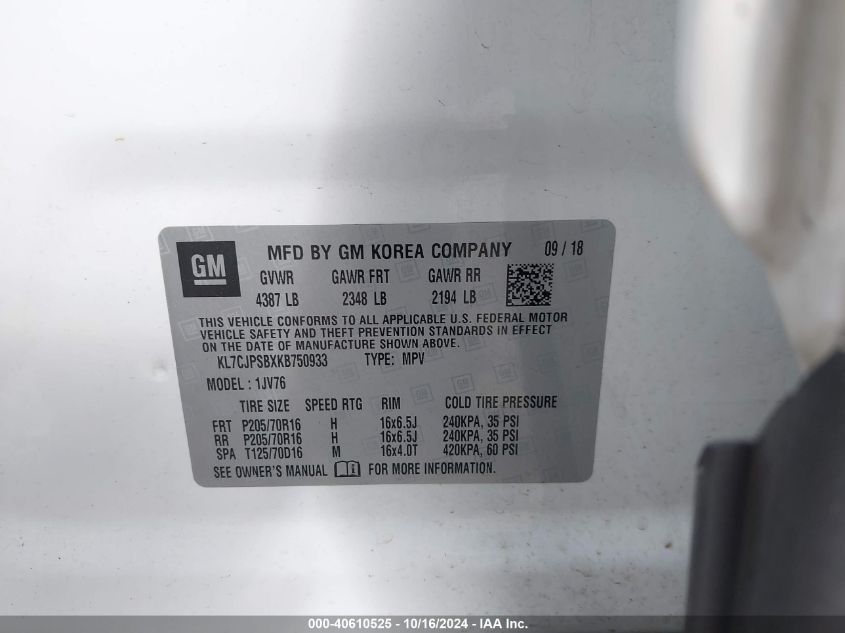 GM
MFD BY GM KOREA COMPANY 09 / 18
GVWR GAWR FRT GAWR RR
4387 LB 2348 LB 2194 LB
THIS VEHICLE CONFORMS TO ALL APPLICABLE U.S. FEDERAL MOTOR
VEHICLE SAFETY AND THEFT PREVENTION STANDARDS IN EFFECT
ON THE DATE OF MANUFACTURE SHOWN ABOVE.
KL7CJPSBXKB750933 TYPE: MPV
MODEL : 1JV76
TIRE SIZE SPEED RTG RIM COLD TIRE PRESSURE
FRT P205/70R16 H 16x6.5J 240KPA, 35 PSI
RR P205/70R16 H 16x6.5J 240KPA, 35 PSI
SPA T125/70D16 M 16x4.0T 420KPA, 60 PSI
SEE OWNER'S MANUAL FOR MORE INFORMATION.
000-40610525 - 10/16/2024 - IAA Inc.